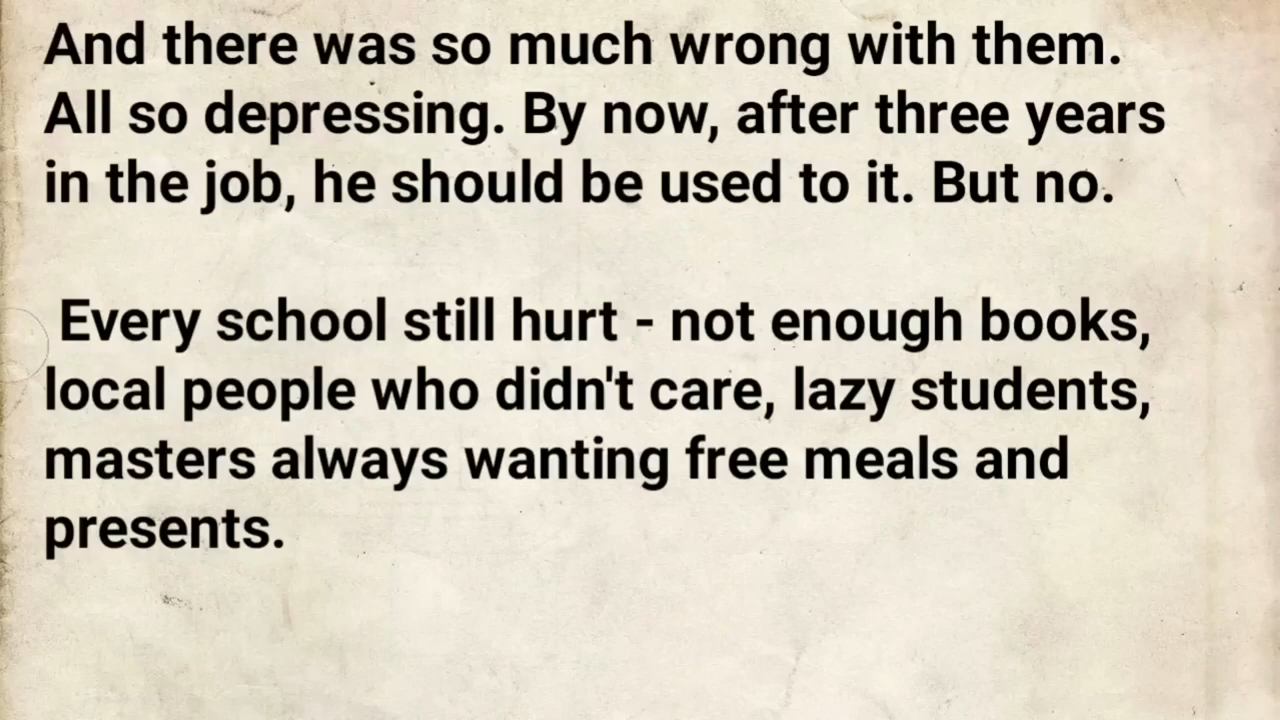 And there was so much wrong with them.
All so depressing. By now, after three years
in the job, he should be used to it. But no.
Every school still hurt - not enough books,
local people who didn't care, lazy students,
masters always wanting free meals and
presents.